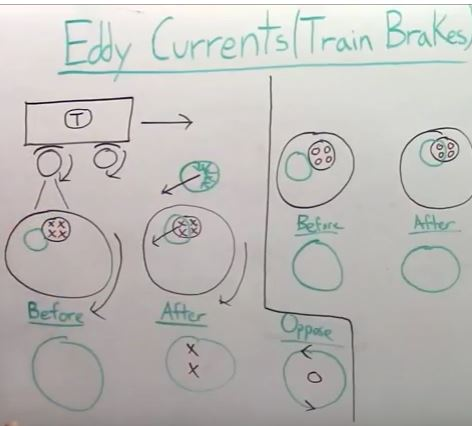 Eddy Currents/Train Brakes
T
x x
x x
x x
x x
Before
After
Before
After
x
x
Oppose